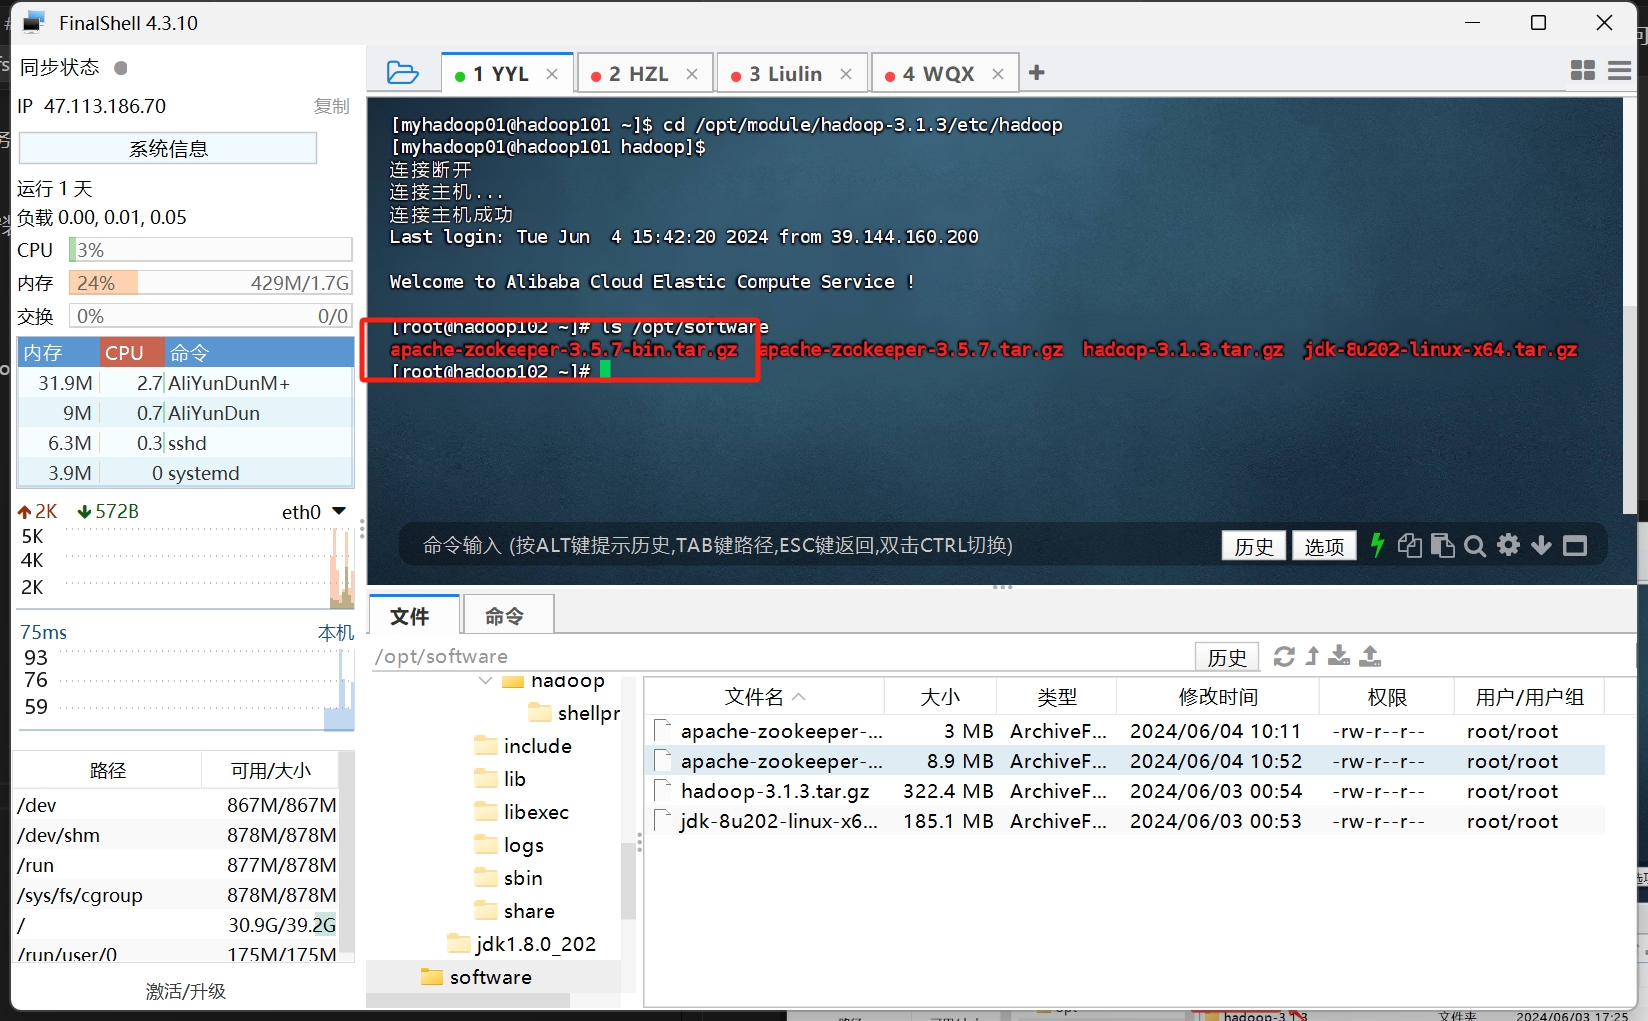 FinalShell 4.3.10
同步状态
IP 47.113.186.70 复制
系统信息
运行 1 天
负载 0.00, 0.01, 0.05
CPU 3%
内存 24% 429M/1.7G
交换 0% 0/0
内存 CPU 命令
31.9M 2.7 AliYunDunM+
9M 0.7 AliYunDun
6.3M 0.3 sshd
3.9M 0 systemd
2K 572B eth0
5K
4K
2K
75ms 本机
93
76
59
路径 可用/大小
/dev 867M/867M
/dev/shm 878M/878M
/run 877M/878M
/sys/fs/cgroup 878M/878M
/ 30.9G/39.2G
/run/user/0 175M/175M
激活/升级
1 YYL 2 HZL 3 Liulin 4 WQX
[myhadoop01@hadoop101 ~]$ cd /opt/module/hadoop-3.1.3/etc/hadoop
[myhadoop01@hadoop101 hadoop]$
连接断开
连接主机...
连接主机成功
Last login: Tue Jun  4 15:42:20 2024 from 39.144.160.200
Welcome to Alibaba Cloud Elastic Compute Service !
[root@hadoop102 ~]# ls /opt/software
apache-zookeeper-3.5.7-bin.tar.gz apache-zookeeper-3.5.7.tar.gz hadoop-3.1.3.tar.gz jdk-8u202-linux-x64.tar.gz
[root@hadoop102 ~]#
命令输入 (按ALT键提示历史,TAB键路径,ESC键返回,双击CTRL切换) 历史 选项
文件 命令
/opt/software 历史
hadoop
shellpr
include
lib
libexec
logs
sbin
share
jdk1.8.0_202
software
文件名 大小 类型 修改时间 权限 用户/用户组
apache-zookeeper-... 3 MB ArchiveF... 2024/06/04 10:11 -rw-r--r-- root/root
apache-zookeeper-... 8.9 MB ArchiveF... 2024/06/04 10:52 -rw-r--r-- root/root
hadoop-3.1.3.tar.gz 322.4 MB ArchiveF... 2024/06/03 00:54 -rw-r--r-- root/root
jdk-8u202-linux-x6... 185.1 MB ArchiveF... 2024/06/03 00:53 -rw-r--r-- root/root
hadoop-3.1.3 文件夹 2024/06/03 17:25